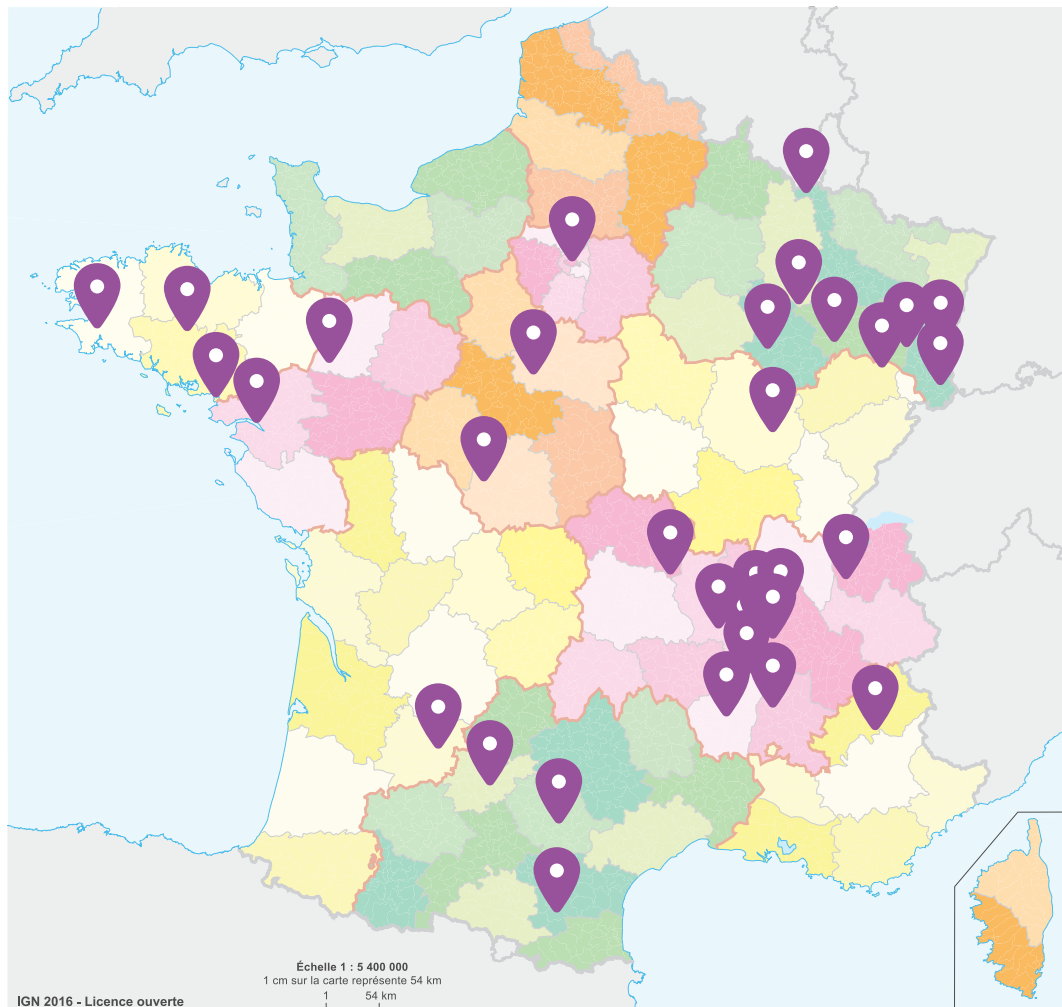 Échelle 1 : 5 400 000
1 cm sur la carte représente 54 km
1 54 km
IGN 2016 - Licence ouverte